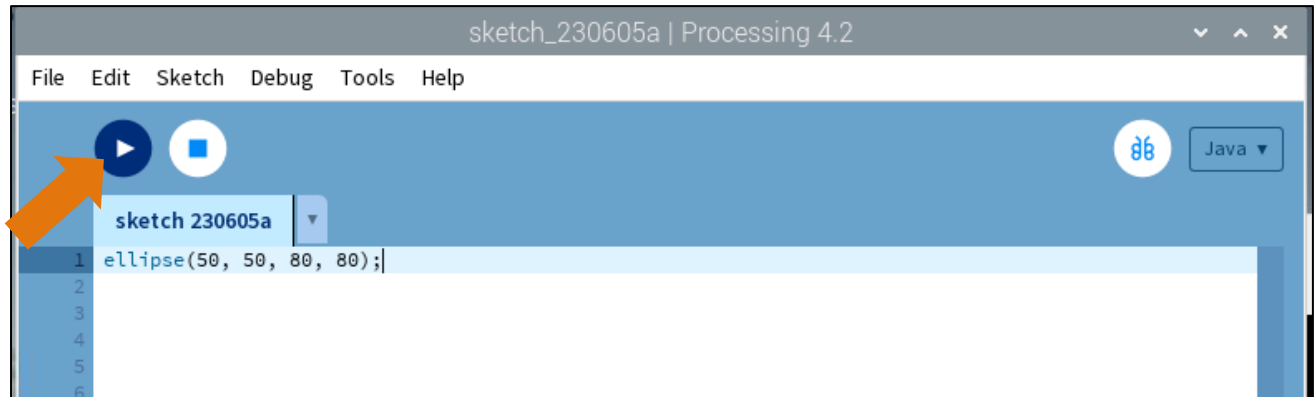 sketch_230605a | Processing 4.2
File Edit Sketch Debug Tools Help
Java ▾
sketch 230605a ▾
1 ellipse(50, 50, 80, 80);
2
3
4
5
6